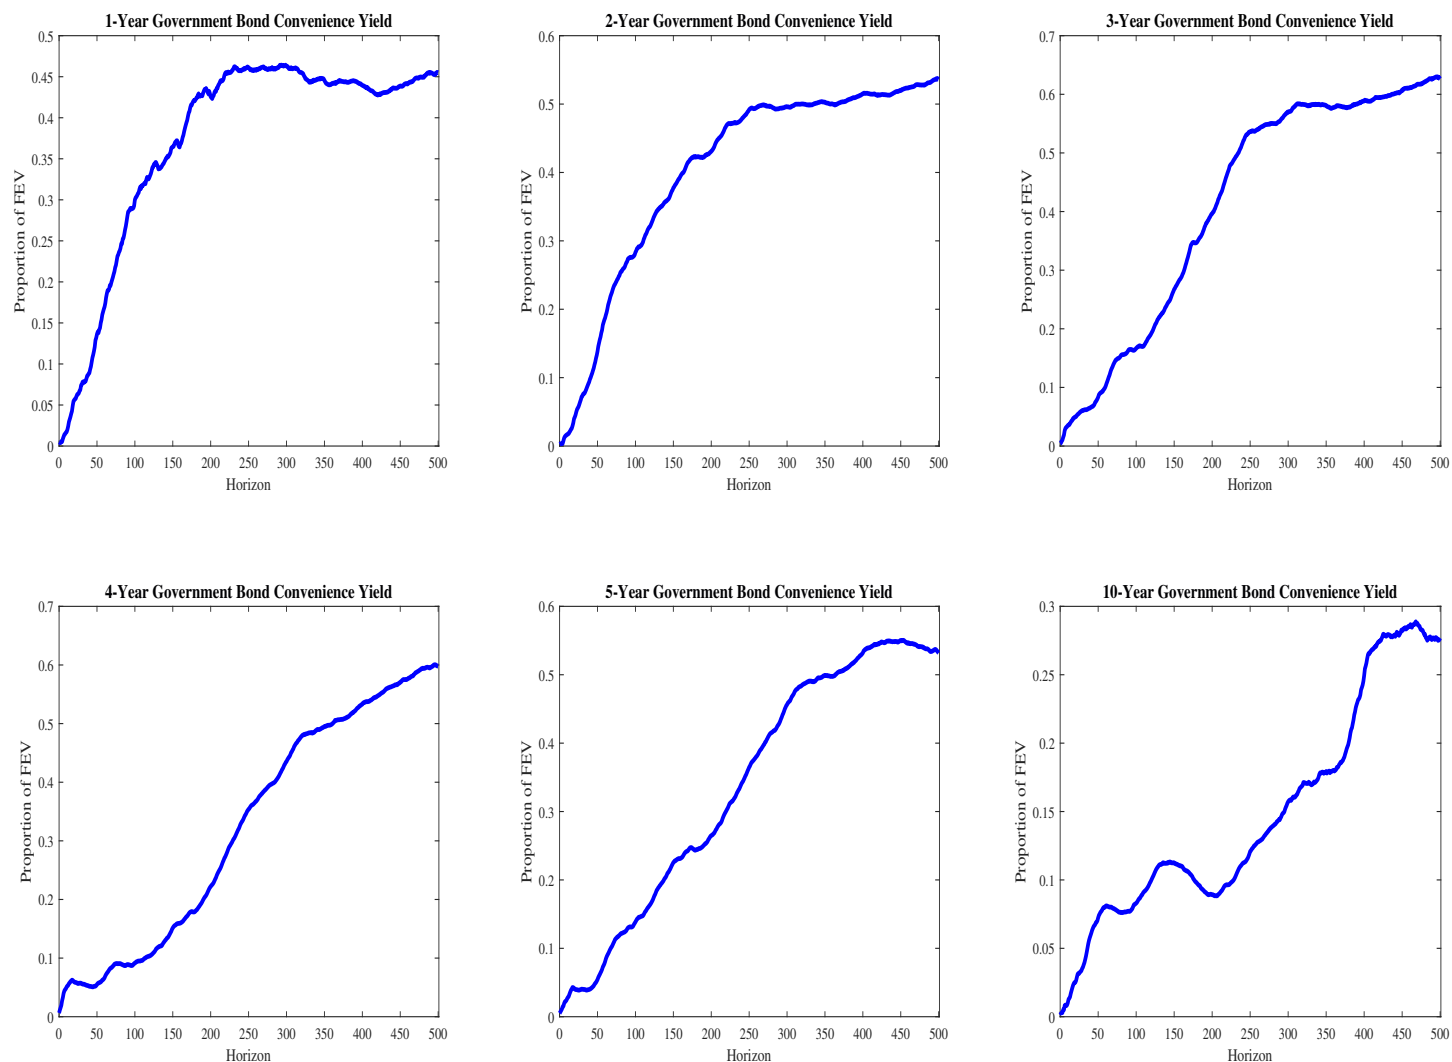 1-Year Government Bond Convenience Yield
0.5
0.45
0.4
0.35
0.3
0.25
0.2
0.15
0.1
0.05
0
Proportion of FEV
0 50 100 150 200 250 300 350 400 450 500
Horizon
2-Year Government Bond Convenience Yield
0.6
0.5
0.4
0.3
0.2
0.1
0
Proportion of FEV
0 50 100 150 200 250 300 350 400 450 500
Horizon
3-Year Government Bond Convenience Yield
0.7
0.6
0.5
0.4
0.3
0.2
0.1
0
Proportion of FEV
0 50 100 150 200 250 300 350 400 450 500
Horizon
4-Year Government Bond Convenience Yield
0.7
0.6
0.5
0.4
0.3
0.2
0.1
0
Proportion of FEV
0 50 100 150 200 250 300 350 400 450 500
Horizon
5-Year Government Bond Convenience Yield
0.6
0.5
0.4
0.3
0.2
0.1
0
Proportion of FEV
0 50 100 150 200 250 300 350 400 450 500
Horizon
10-Year Government Bond Convenience Yield
0.3
0.25
0.2
0.15
0.1
0.05
0
Proportion of FEV
0 50 100 150 200 250 300 350 400 450 500
Horizon